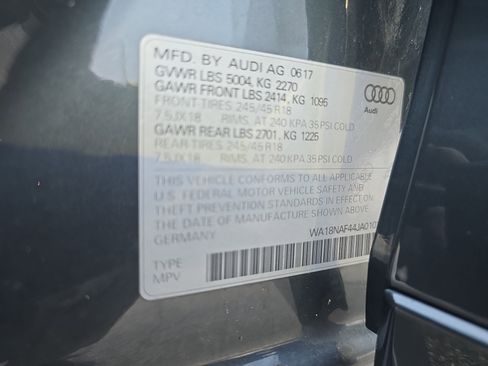 MFD. BY AUDI AG 0617
GVWR LBS 5004, KG 2270
GAWR FRONT LBS 2414, KG 1095
FRONT TIRES 245/45 R18
7.5JX18 RIMS, AT 240 KPA 35 PSI COLD
GAWR REAR LBS 2701, KG 1225
REAR TIRES 245/45 R18
7.5JX18 RIMS, AT 240 KPA 35 PSI COLD
THIS VEHICLE CONFORMS TO ALL APPLICABLE
U.S. FEDERAL MOTOR VEHICLE SAFETY AND
THEFT PREVENTION STANDARDS IN EFFECT ON
THE DATE OF MANUFACTURE SHOWN ABOVE
GERMANY
WA18NAF44JA010
TYPE
MPV
Audi